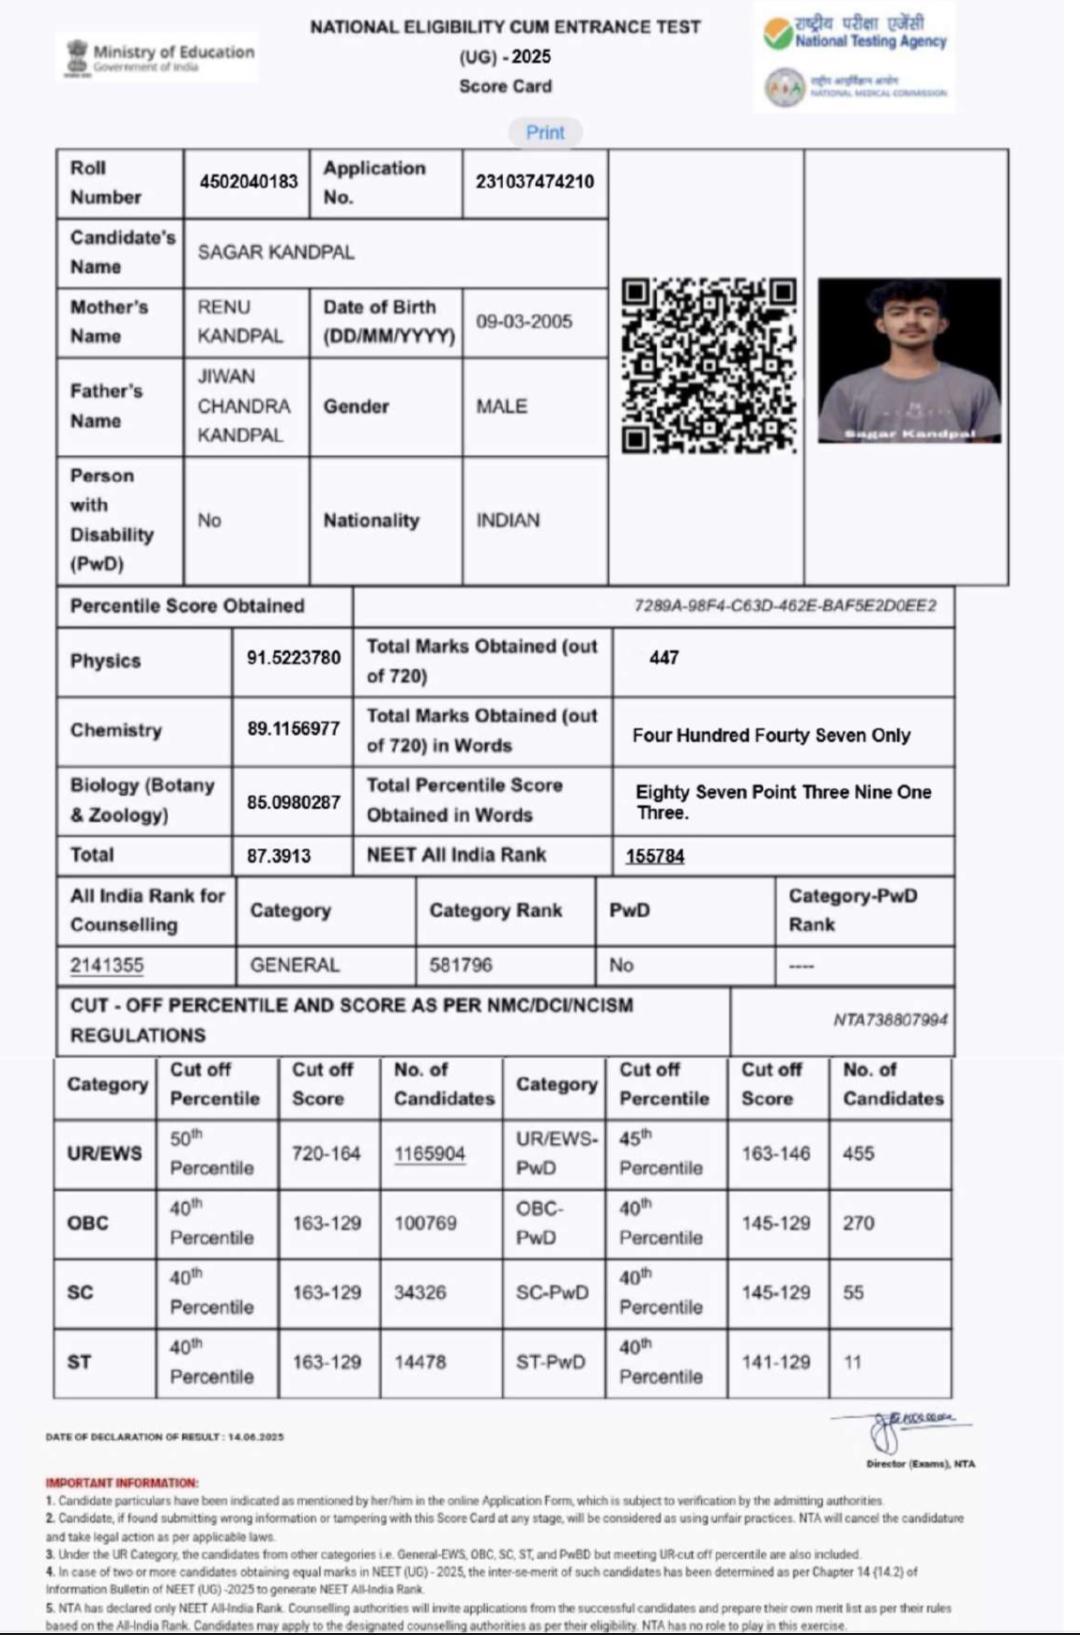 Ministry of Education
Government of India
NATIONAL ELIGIBILITY CUM ENTRANCE TEST
(UG) - 2025
Score Card
राष्ट्रीय परीक्षा एजेंसी
National Testing Agency
राष्ट्रीय आयुर्विज्ञान आयोग
NATIONAL MEDICAL COMMISSION
Print
Roll Number 4502040183 Application No. 231037474210
Candidate's Name SAGAR KANDPAL
Mother's Name RENU KANDPAL Date of Birth (DD/MM/YYYY) 09-03-2005
Father's Name JIWAN CHANDRA KANDPAL Gender MALE
Sagar Kandpal
Person with Disability (PwD) No Nationality INDIAN
Percentile Score Obtained 7289A-98F4-C63D-462E-BAF5E2D0EE2
Physics 91.5223780 Total Marks Obtained (out of 720) 447
Chemistry 89.1156977 Total Marks Obtained (out of 720) in Words Four Hundred Fourty Seven Only
Biology (Botany & Zoology) 85.0980287 Total Percentile Score Obtained in Words Eighty Seven Point Three Nine One Three.
Total 87.3913 NEET All India Rank 155784
All India Rank for Counselling Category Category Rank PwD Category-PwD Rank
2141355 GENERAL 581796 No ----
CUT - OFF PERCENTILE AND SCORE AS PER NMC/DCI/NCISM REGULATIONS NTA738807994
Category Cut off Percentile Cut off Score No. of Candidates Category Cut off Percentile Cut off Score No. of Candidates
UR/EWS 50th Percentile 720-164 1165904 UR/EWS-PwD 45th Percentile 163-146 455
OBC 40th Percentile 163-129 100769 OBC-PwD 40th Percentile 145-129 270
SC 40th Percentile 163-129 34326 SC-PwD 40th Percentile 145-129 55
ST 40th Percentile 163-129 14478 ST-PwD 40th Percentile 141-129 11
DATE OF DECLARATION OF RESULT : 14.06.2025
Director (Exams), NTA
IMPORTANT INFORMATION:
1. Candidate particulars have been indicated as mentioned by her/him in the online Application Form, which is subject to verification by the admitting authorities.
2. Candidate, if found submitting wrong information or tampering with this Score Card at any stage, will be considered as using unfair practices. NTA will cancel the candidature
and take legal action as per applicable laws.
3. Under the UR Category, the candidates from other categories i.e. General-EWS, OBC, SC, ST, and PwBD but meeting UR-cut off percentile are also included.
4. In case of two or more candidates obtaining equal marks in NEET (UG) - 2025, the inter-se-merit of such candidates has been determined as per Chapter 14 (14.2) of
Information Bulletin of NEET (UG) -2025 to generate NEET All-India Rank.
5. NTA has declared only NEET All-India Rank. Counselling authorities will invite applications from the successful candidates and prepare their own merit list as per their rules
based on the All-India Rank. Candidates may apply to the designated counselling authorities as per their eligibility. NTA has no role to play in this exercise.